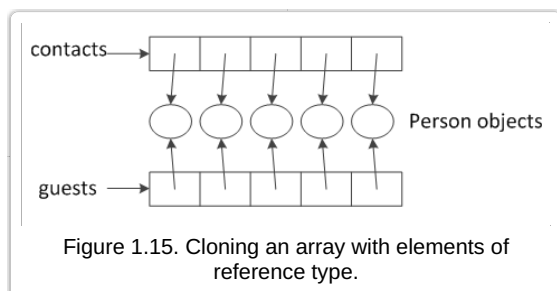 contacts
Person objects
guests
Figure 1.15. Cloning an array with elements of
reference type.